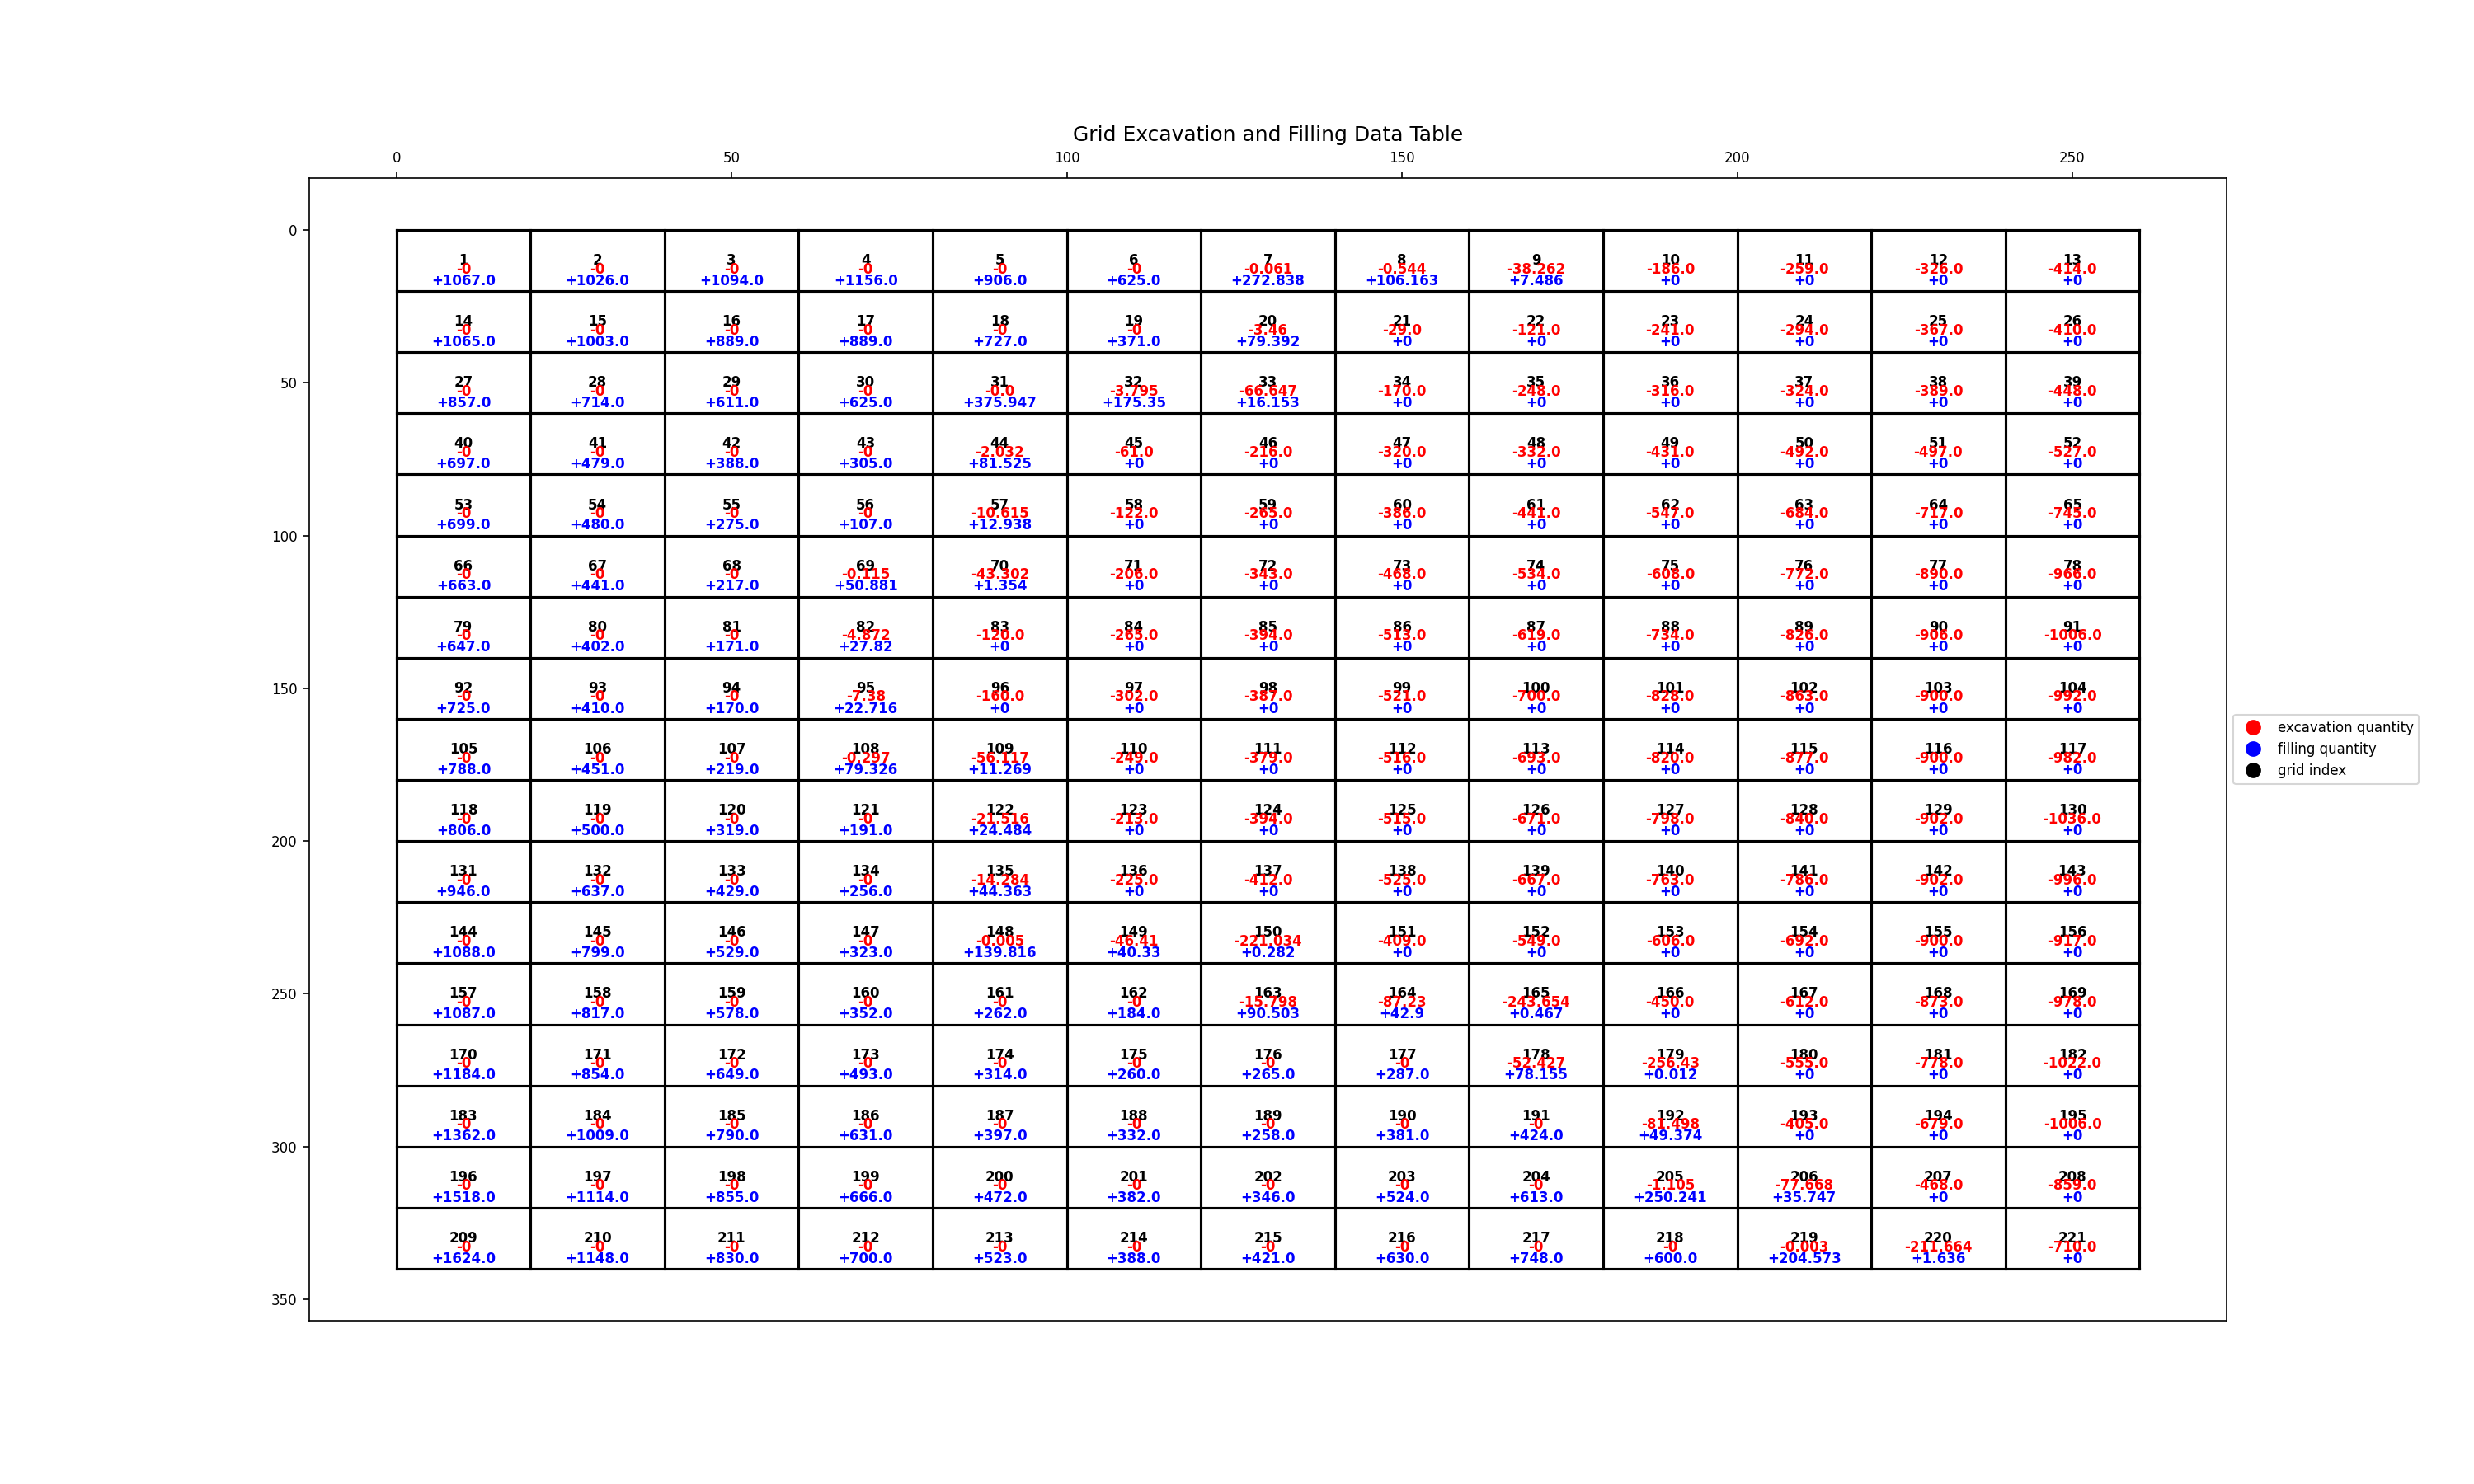 Grid Excavation and Filling Data Table
0 50 100 150 200 250
0
1 2 3 4 5 6 7 8 9 10 11 12 13
-0 -0 -0 -0 -0 -0 -0.061 -0.544 -38.262 -186.0 -259.0 -326.0 -414.0
+1067.0 +1026.0 +1094.0 +1156.0 +906.0 +625.0 +272.838 +106.163 +7.486 +0 +0 +0 +0
14 15 16 17 18 19 20 21 22 23 24 25 26
-0 -0 -0 -0 -0 -0 -3.46 -29.0 -121.0 -241.0 -294.0 -367.0 -410.0
+1065.0 +1003.0 +889.0 +889.0 +727.0 +371.0 +79.392 +0 +0 +0 +0 +0 +0
50
27 28 29 30 31 32 33 34 35 36 37 38 39
-0 -0 -0 -0 -0.0 -3.795 -66.647 -170.0 -248.0 -316.0 -324.0 -389.0 -448.0
+857.0 +714.0 +611.0 +625.0 +375.947 +175.35 +16.153 +0 +0 +0 +0 +0 +0
40 41 42 43 44 45 46 47 48 49 50 51 52
-0 -0 -0 -0 -2.032 -61.0 -216.0 -320.0 -332.0 -431.0 -492.0 -497.0 -527.0
+697.0 +479.0 +388.0 +305.0 +81.525 +0 +0 +0 +0 +0 +0 +0 +0
53 54 55 56 57 58 59 60 61 62 63 64 65
-0 -0 -0 -0 -10.615 -122.0 -265.0 -386.0 -441.0 -547.0 -684.0 -717.0 -745.0
+699.0 +480.0 +275.0 +107.0 +12.938 +0 +0 +0 +0 +0 +0 +0 +0
100
66 67 68 69 70 71 72 73 74 75 76 77 78
-0 -0 -0 -0.115 -43.302 -206.0 -343.0 -468.0 -534.0 -608.0 -772.0 -890.0 -966.0
+663.0 +441.0 +217.0 +50.881 +1.354 +0 +0 +0 +0 +0 +0 +0 +0
79 80 81 82 83 84 85 86 87 88 89 90 91
-0 -0 -0 -4.872 -120.0 -265.0 -394.0 -513.0 -619.0 -734.0 -826.0 -906.0 -1006.0
+647.0 +402.0 +171.0 +27.82 +0 +0 +0 +0 +0 +0 +0 +0 +0
150
92 93 94 95 96 97 98 99 100 101 102 103 104
-0 -0 -0 -7.38 -160.0 -302.0 -387.0 -521.0 -700.0 -828.0 -863.0 -900.0 -992.0
+725.0 +410.0 +170.0 +22.716 +0 +0 +0 +0 +0 +0 +0 +0 +0
105 106 107 108 109 110 111 112 113 114 115 116 117
-0 -0 -0 -0.297 -56.117 -249.0 -379.0 -516.0 -693.0 -820.0 -877.0 -900.0 -982.0
+788.0 +451.0 +219.0 +79.326 +11.269 +0 +0 +0 +0 +0 +0 +0 +0
118 119 120 121 122 123 124 125 126 127 128 129 130
-0 -0 -0 -0 -21.516 -213.0 -394.0 -515.0 -671.0 -798.0 -840.0 -902.0 -1036.0
+806.0 +500.0 +319.0 +191.0 +24.484 +0 +0 +0 +0 +0 +0 +0 +0
200
131 132 133 134 135 136 137 138 139 140 141 142 143
-0 -0 -0 -0 -14.284 -225.0 -412.0 -525.0 -667.0 -763.0 -786.0 -902.0 -996.0
+946.0 +637.0 +429.0 +256.0 +44.363 +0 +0 +0 +0 +0 +0 +0 +0
144 145 146 147 148 149 150 151 152 153 154 155 156
-0 -0 -0 -0 -0.005 -46.41 -221.034 -409.0 -549.0 -606.0 -692.0 -900.0 -917.0
+1088.0 +799.0 +529.0 +323.0 +139.816 +40.33 +0.282 +0 +0 +0 +0 +0 +0
250
157 158 159 160 161 162 163 164 165 166 167 168 169
-0 -0 -0 -0 -0 -0 -15.798 -87.23 -243.654 -450.0 -612.0 -873.0 -978.0
+1087.0 +817.0 +578.0 +352.0 +262.0 +184.0 +90.503 +42.9 +0.467 +0 +0 +0 +0
170 171 172 173 174 175 176 177 178 179 180 181 182
-0 -0 -0 -0 -0 -0 -0 -0 -52.427 -256.43 -555.0 -778.0 -1022.0
+1184.0 +854.0 +649.0 +493.0 +314.0 +260.0 +265.0 +287.0 +78.155 +0.012 +0 +0 +0
183 184 185 186 187 188 189 190 191 192 193 194 195
-0 -0 -0 -0 -0 -0 -0 -0 -0 -81.498 -405.0 -679.0 -1006.0
+1362.0 +1009.0 +790.0 +631.0 +397.0 +332.0 +258.0 +381.0 +424.0 +49.374 +0 +0 +0
300
196 197 198 199 200 201 202 203 204 205 206 207 208
-0 -0 -0 -0 -0 -0 -0 -0 -0 -1.105 -77.668 -468.0 -859.0
+1518.0 +1114.0 +855.0 +666.0 +472.0 +382.0 +346.0 +524.0 +613.0 +250.241 +35.747 +0 +0
209 210 211 212 213 214 215 216 217 218 219 220 221
-0 -0 -0 -0 -0 -0 -0 -0 -0 -0 -0.003 -211.664 -710.0
+1624.0 +1148.0 +830.0 +700.0 +523.0 +388.0 +421.0 +630.0 +748.0 +600.0 +204.573 +1.636 +0
350
excavation quantity
filling quantity
grid index